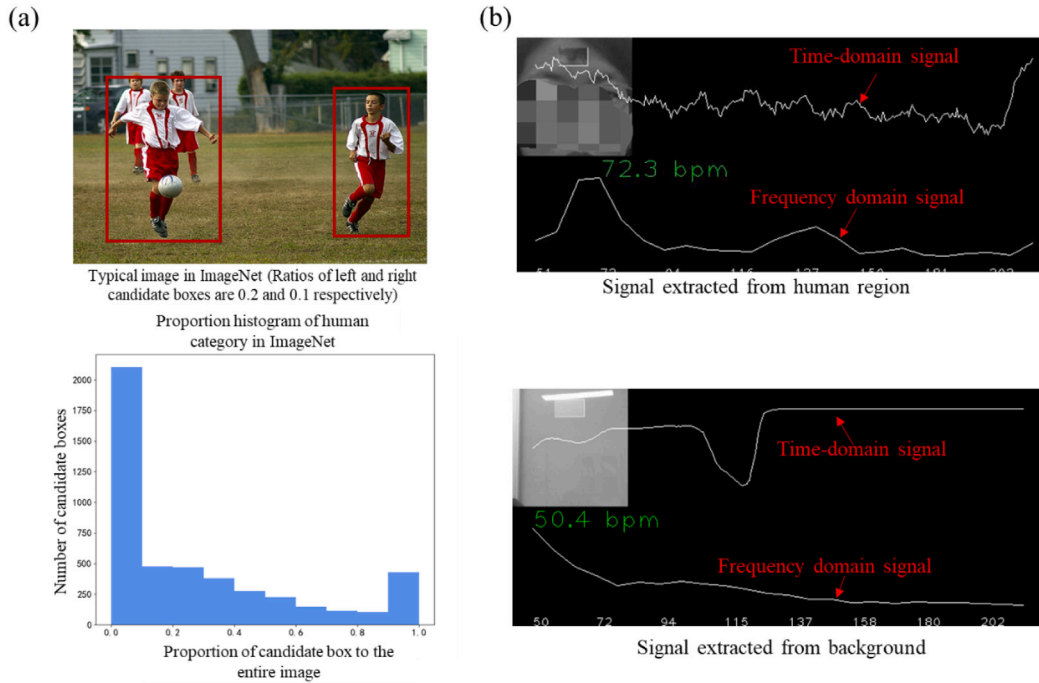 (a)
Typical image in ImageNet (Ratios of left and right
candidate boxes are 0.2 and 0.1 respectively)
Proportion histogram of human
category in ImageNet
Number of candidate boxes
2000
1750
1500
1250
1000
750
500
250
0
0.0 0.2 0.4 0.6 0.8 1.0
Proportion of candidate box to the
entire image
(b)
Time-domain signal
72.3 bpm
Frequency domain signal
51 72 94 116 137 159 181 202
Signal extracted from human region
Time-domain signal
50.4 bpm
Frequency domain signal
50 72 94 115 137 158 180 202
Signal extracted from background